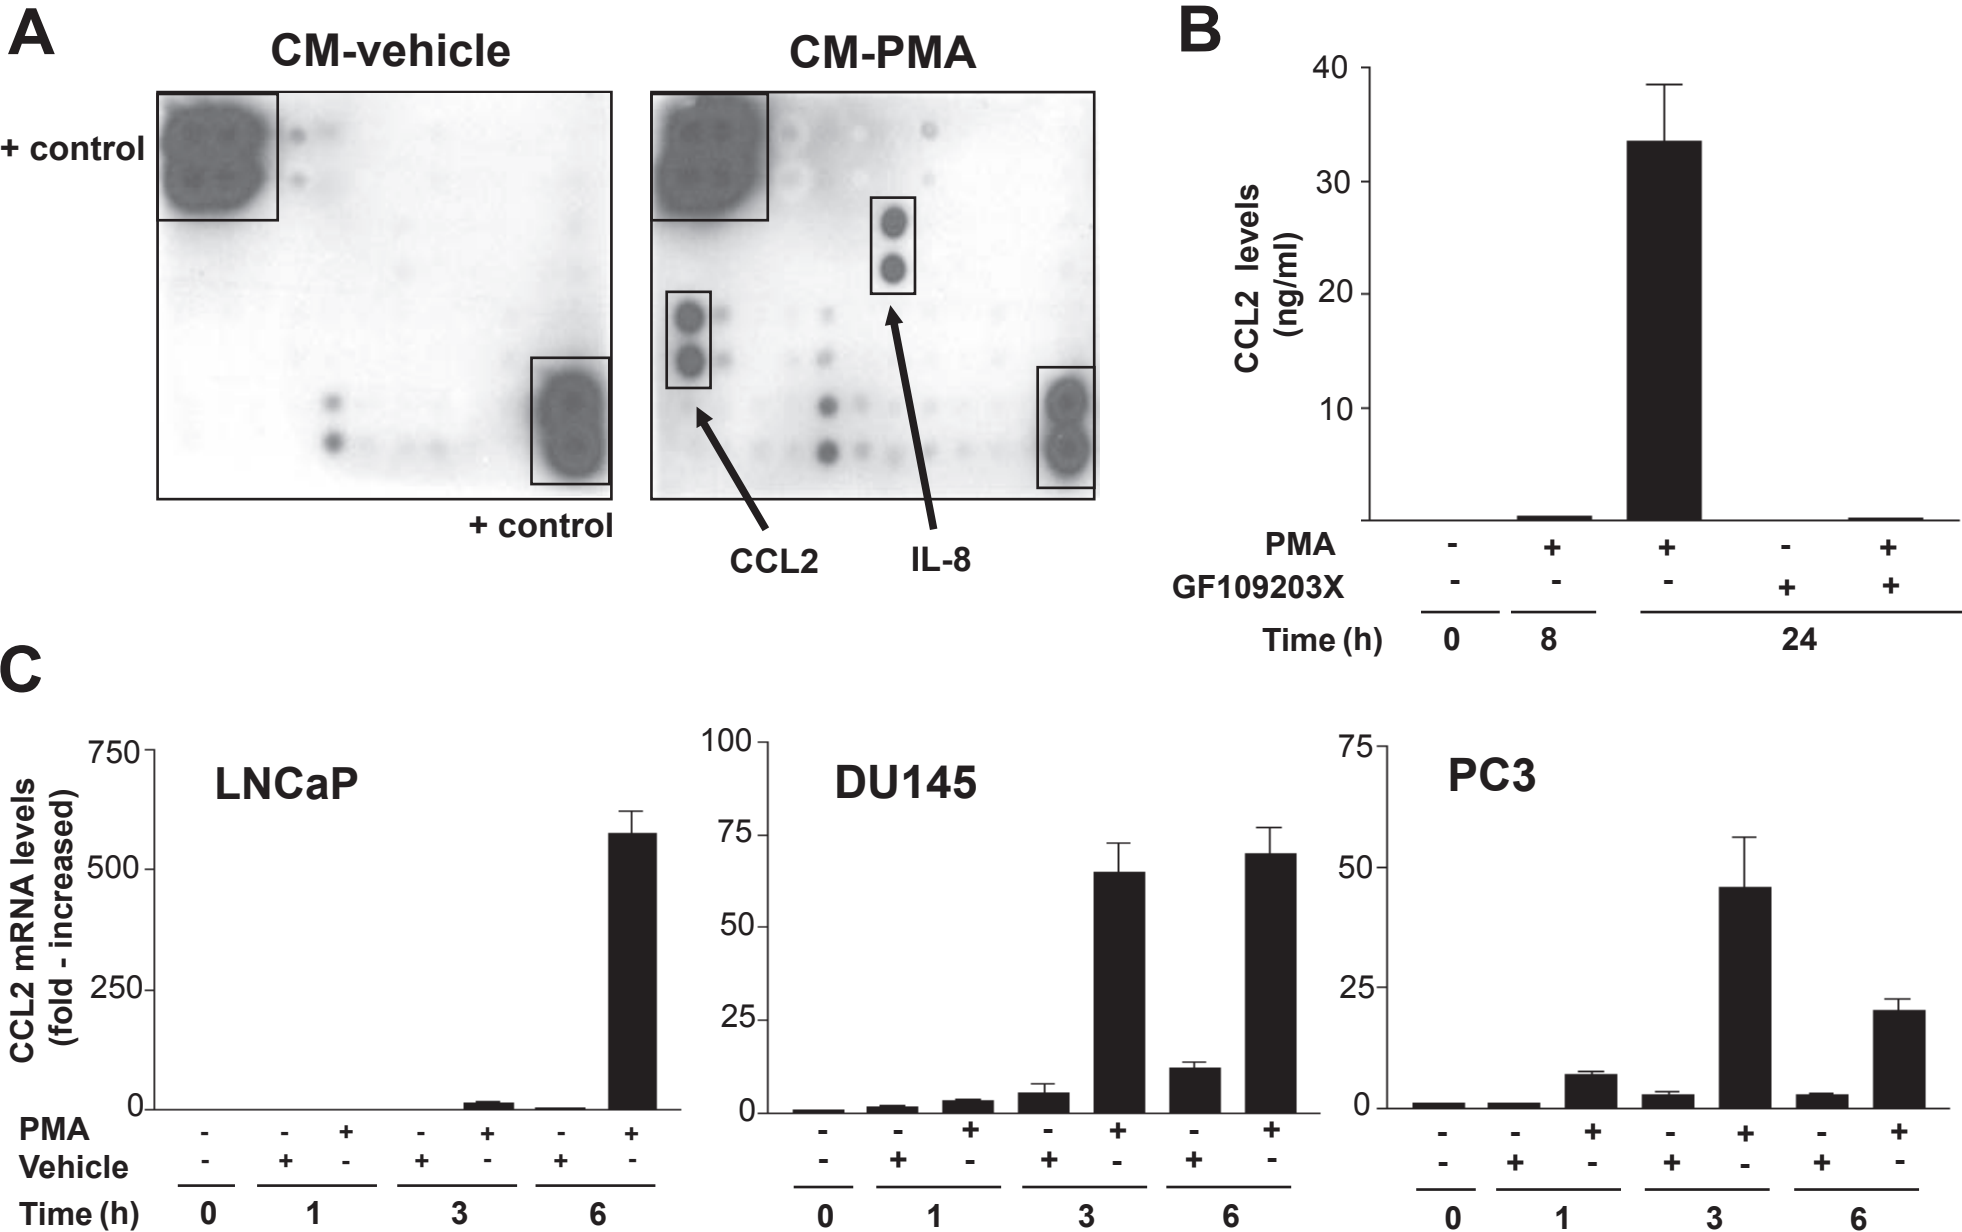 A
CM-vehicle
CM-PMA
+ control
+ control
CCL2
IL-8
B
CCL2 levels
(ng/ml)
40
30
20
10
PMA - + + - +
GF109203X - - - + +
Time (h) 0 8 24
C
CCL2 mRNA levels
(fold - increased)
750
500
250
0
LNCaP
PMA - - + - + - +
Vehicle - + - + - + -
Time (h) 0 1 3 6
100
75
50
25
0
DU145
- - + - + - +
- + - + - + -
0 1 3 6
75
50
25
0
PC3
- - + - + - +
- + - + - + -
0 1 3 6